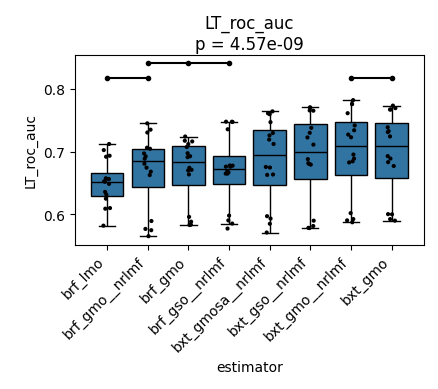 LT_roc_auc
p = 4.57e-09
LT_roc_auc
0.8
0.7
0.6
brf_lmo
brf_gmo__nrlmf
brf_gmo
brf_gso__nrlmf
bxt_gmosa__nrlmf
bxt_gso__nrlmf
bxt_gmo__nrlmf
bxt_gmo
estimator